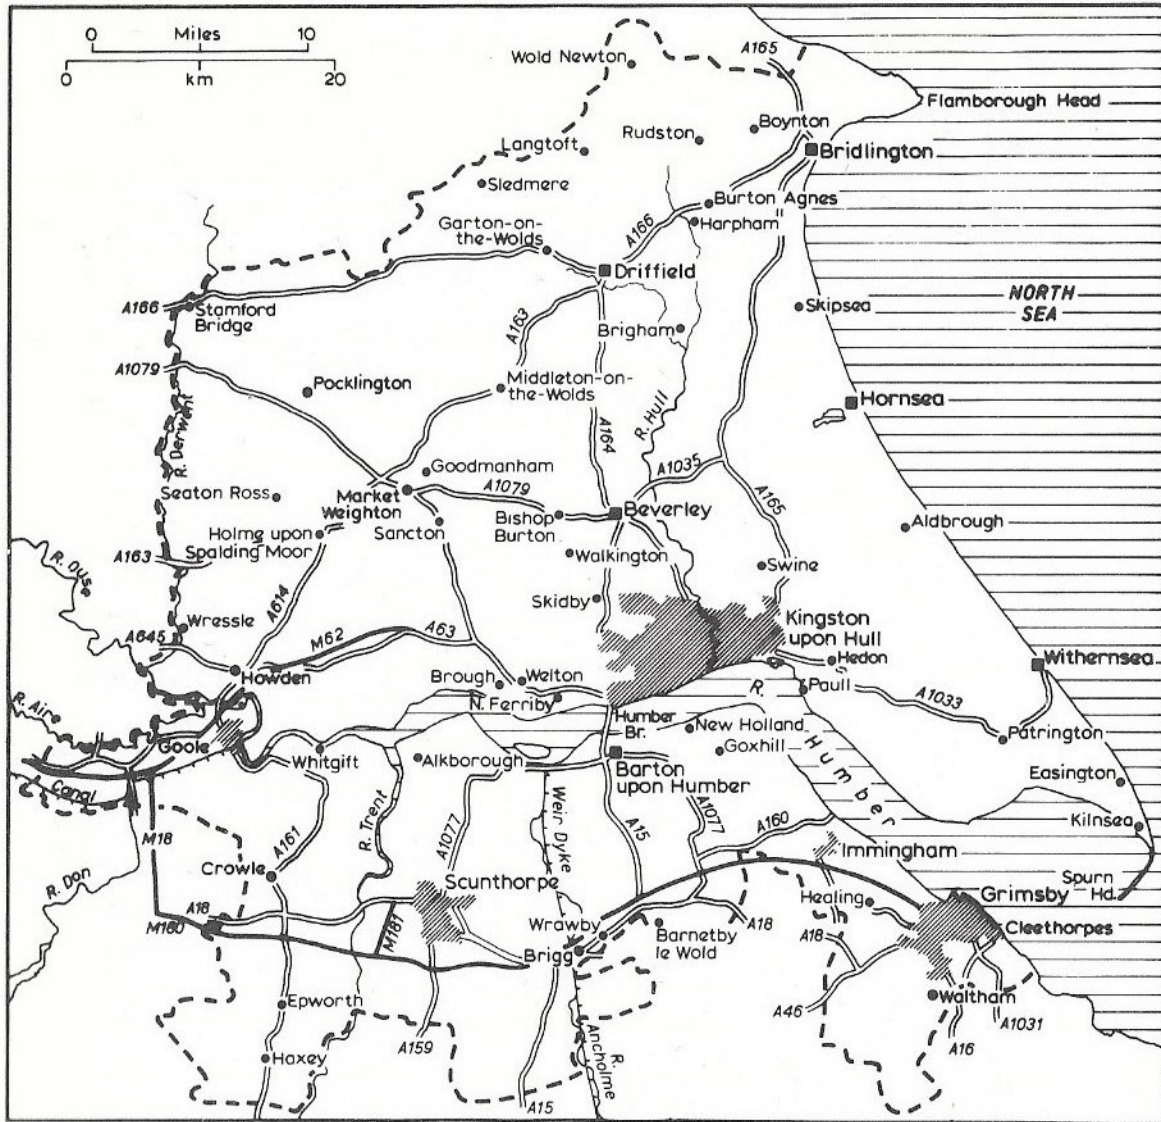 0 Miles 10
0 km 20
Wold Newton
A165
Flamborough Head
Boynton
Rudston
Langtoft
Bridlington
Sledmere
Burton Agnes
Harpham
Garton-on-
the-Wolds
A166
Driffield
A166
Stamford
Bridge
NORTH
SEA
Skipsea
A163
Brigham
A1079
Pocklington
Middleton-on-
the-Wolds
Hornsea
R. Derwent
R. Hull
A164
Goodmanham
A1035
Seaton Ross
Market
Weighton
A1079
Beverley
A165
Bishop
Burton
Sancton
Aldbrough
Holme upon
Spalding Moor
A163
Walkington
Swine
R. Ous
A614
Skidby
Wressle
A645
M62
A63
Kingston
upon Hull
Howden
Hedon
Withernsea
Brough
Welton
R.
Paull
A1033
R. Air
N. Ferriby
Humber
Br.
New Holland
Patrington
Goole
Whitgift
Alkborough
Goxhill
Humber
Barton
upon Humber
Easington
Canal
Weir Dyke
A1077
A160
Kilnsea
M18
A161
R. Trent
A1077
A15
Immingham
R. Don
Crowle
Scunthorpe
Spurn
Hd.
Healing
Grimsby
A18
M180
M181
Wrawby
A18
Cleethorpes
Barnetby
le Wold
A18
Brigg
Epworth
Waltham
A46
A1031
A159
A16
Haxey
R.
Ancholme
A15